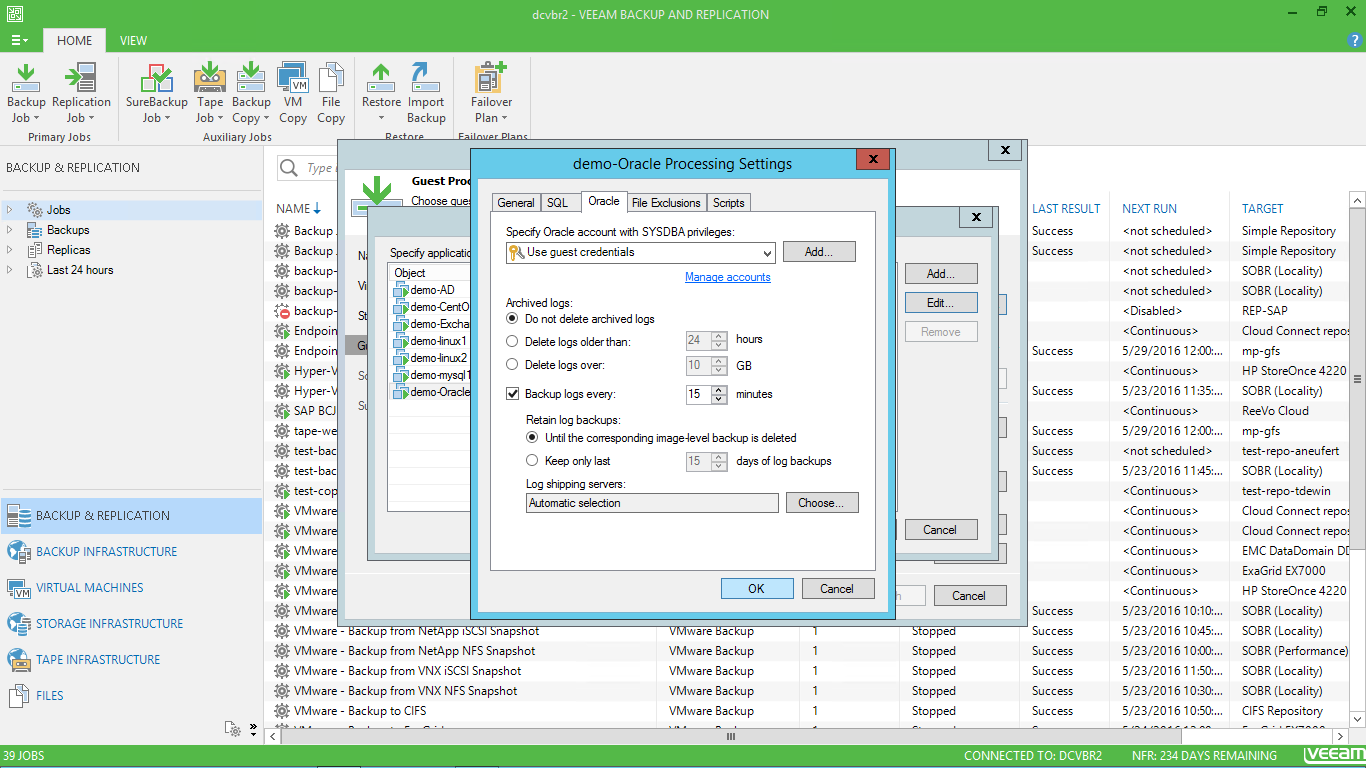 dcvbr2 - VEEAM BACKUP AND REPLICATION
HOME
VIEW
Backup Job
Replication Job
SureBackup Job
Tape Job
Backup Copy
VM Copy
File Copy
Restore
Import Backup
Failover Plan
Primary Jobs
Auxiliary Jobs
Restore
Failover Plans
BACKUP & REPLICATION
Jobs
Backups
Replicas
Last 24 hours
BACKUP & REPLICATION
BACKUP INFRASTRUCTURE
VIRTUAL MACHINES
STORAGE INFRASTRUCTURE
TAPE INFRASTRUCTURE
FILES
Type
NAME
Backup
Backup
backup-
backup-
backup-
Endpoin
Endpoin
Hyper-V
Hyper-V
SAP BCJ
tape-we
test-bac
test-bac
test-cop
VMware
VMware
VMware
VMware
VMware
VMware
Guest Proc
Choose gues
Specify applicatio
Object
demo-AD
demo-CentO
demo-Excha
demo-linux1
demo-linux2
demo-mysql1
demo-Oracle
Add...
Edit...
Remove
Cancel
Cancel
demo-Oracle Processing Settings
General
SQL
Oracle
File Exclusions
Scripts
Specify Oracle account with SYSDBA privileges:
Use guest credentials
Add...
Manage accounts
Archived logs:
Do not delete archived logs
Delete logs older than: 24 hours
Delete logs over: 10 GB
Backup logs every: 15 minutes
Retain log backups:
Until the corresponding image-level backup is deleted
Keep only last 15 days of log backups
Log shipping servers:
Automatic selection
Choose...
OK
Cancel
LAST RESULT NEXT RUN TARGET
Success <not scheduled> Simple Repository
Success <not scheduled> Simple Repository
<not scheduled> SOBR (Locality)
<not scheduled> SOBR (Locality)
<Disabled> REP-SAP
<Continuous> Cloud Connect repos
Success 5/29/2016 12:00:... mp-gfs
<Continuous> HP StoreOnce 4220
Success 5/23/2016 11:35:... SOBR (Locality)
<Continuous> ReeVo Cloud
Success <not scheduled> mp-gfs
Success <not scheduled> test-repo-aneufert
Success 5/23/2016 11:45:... SOBR (Locality)
<Continuous> test-repo-tdewin
<Continuous> Cloud Connect repos
<Continuous> Cloud Connect repos
<Continuous> EMC DataDomain DD
<Continuous> ExaGrid EX7000
<Continuous> HP StoreOnce 4220
Success 5/23/2016 10:10:... SOBR (Locality)
VMware - Backup from NetApp iSCSI Snapshot VMware Backup 1 Stopped Success 5/23/2016 10:45:... SOBR (Locality)
VMware - Backup from NetApp NFS Snapshot VMware Backup 1 Stopped Success 5/23/2016 10:00:... SOBR (Performance)
VMware - Backup from VNX iSCSI Snapshot VMware Backup 1 Stopped Success 5/23/2016 11:50:... SOBR (Locality)
VMware - Backup from VNX NFS Snapshot VMware Backup 1 Stopped Success 5/23/2016 10:30:... SOBR (Locality)
VMware - Backup to CIFS VMware Backup 1 Stopped Success 5/23/2016 10:50:... CIFS Repository
39 JOBS
CONNECTED TO: DCVBR2
NFR: 234 DAYS REMAINING
veeam